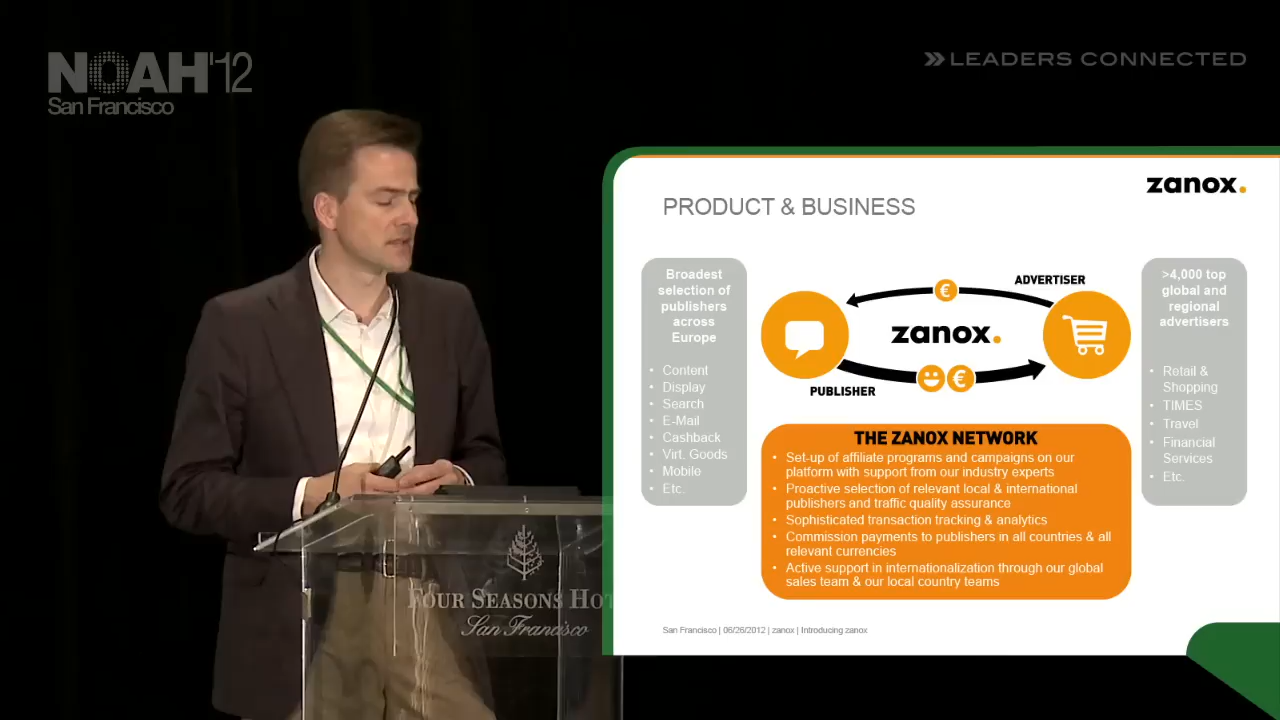 NOAH'12
San Francisco
LEADERS CONNECTED
zanox.
PRODUCT & BUSINESS
Broadest
selection of
publishers
across
Europe
• Content
• Display
• Search
• E-Mail
• Cashback
• Virt. Goods
• Mobile
• Etc.
ADVERTISER
€
zanox.
€
PUBLISHER
>4,000 top
global and
regional
advertisers
• Retail &
Shopping
• TIMES
• Travel
• Financial
Services
• Etc.
THE ZANOX NETWORK
• Set-up of affiliate programs and campaigns on our
platform with support from our industry experts
• Proactive selection of relevant local & international
publishers and traffic quality assurance
• Sophisticated transaction tracking & analytics
• Commission payments to publishers in all countries & all
relevant currencies
• Active support in internationalization through our global
sales team & our local country teams
San Francisco | 06/26/2012 | zanox | Introducing zanox
FOUR SEASONS HOT
San Francisco